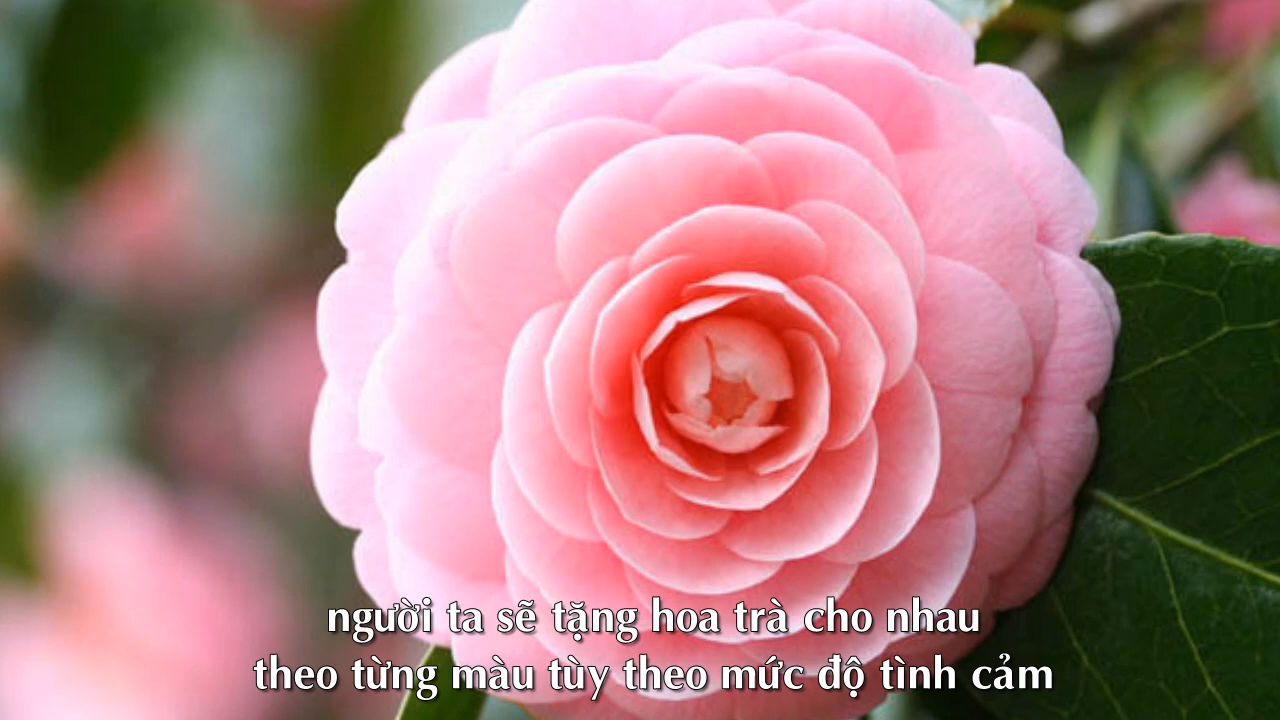 người ta sẽ tặng hoa trà cho nhau
theo từng màu tùy theo mức độ tình cảm